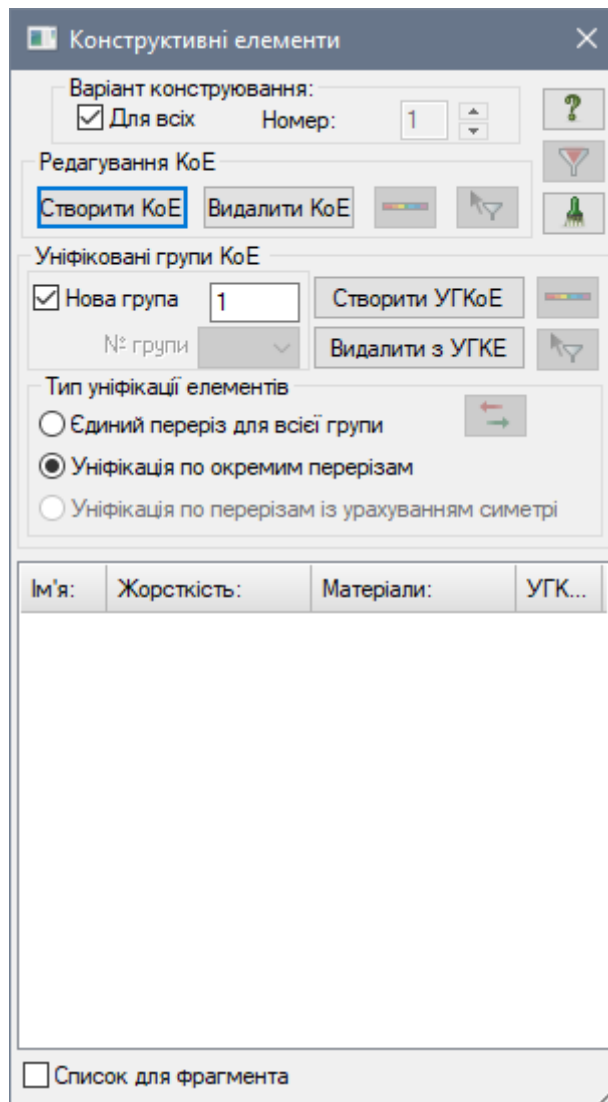 Конструктивні елементи
Варіант конструювання:
Для всіх Номер: 1
Редагування КоЕ
Створити КоЕ Видалити КоЕ
Уніфіковані групи КоЕ
Нова група 1 Створити УГКоЕ
№ групи Видалити з УГКЕ
Тип уніфікації елементів
Єдиний переріз для всієї групи
Уніфікація по окремим перерізам
Уніфікація по перерізам із урахуванням симетрі
Ім'я: Жорсткість: Матеріали: УГК...
Список для фрагмента